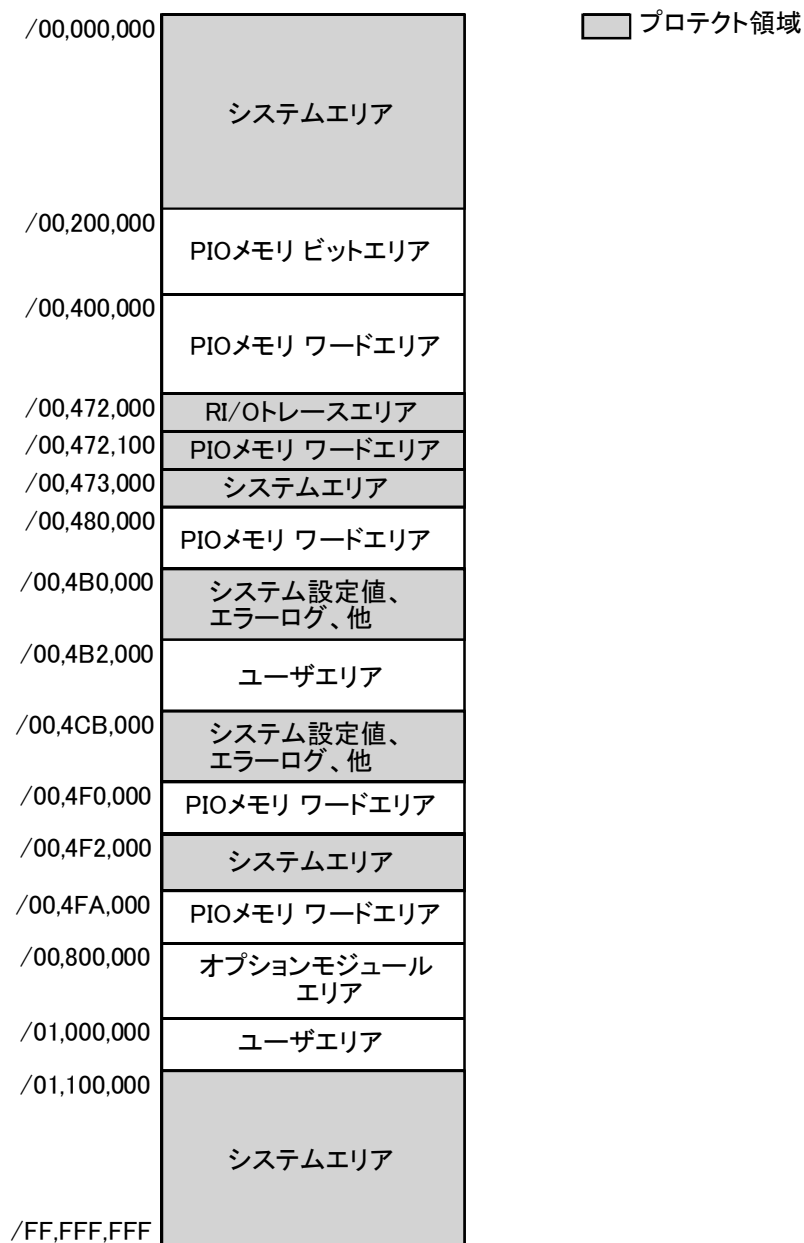 /00,000,000
プロテクト領域
システムエリア
/00,200,000
PIOメモリ ビットエリア
/00,400,000
PIOメモリ ワードエリア
/00,472,000
RI/Oトレースエリア
/00,472,100
PIOメモリ ワードエリア
/00,473,000
システムエリア
/00,480,000
PIOメモリ ワードエリア
/00,4B0,000
システム設定値、
エラーログ、他
/00,4B2,000
ユーザエリア
/00,4CB,000
システム設定値、
エラーログ、他
/00,4F0,000
PIOメモリ ワードエリア
/00,4F2,000
システムエリア
/00,4FA,000
PIOメモリ ワードエリア
/00,800,000
オプションモジュール
エリア
/01,000,000
ユーザエリア
/01,100,000
システムエリア
/FF,FFF,FFF